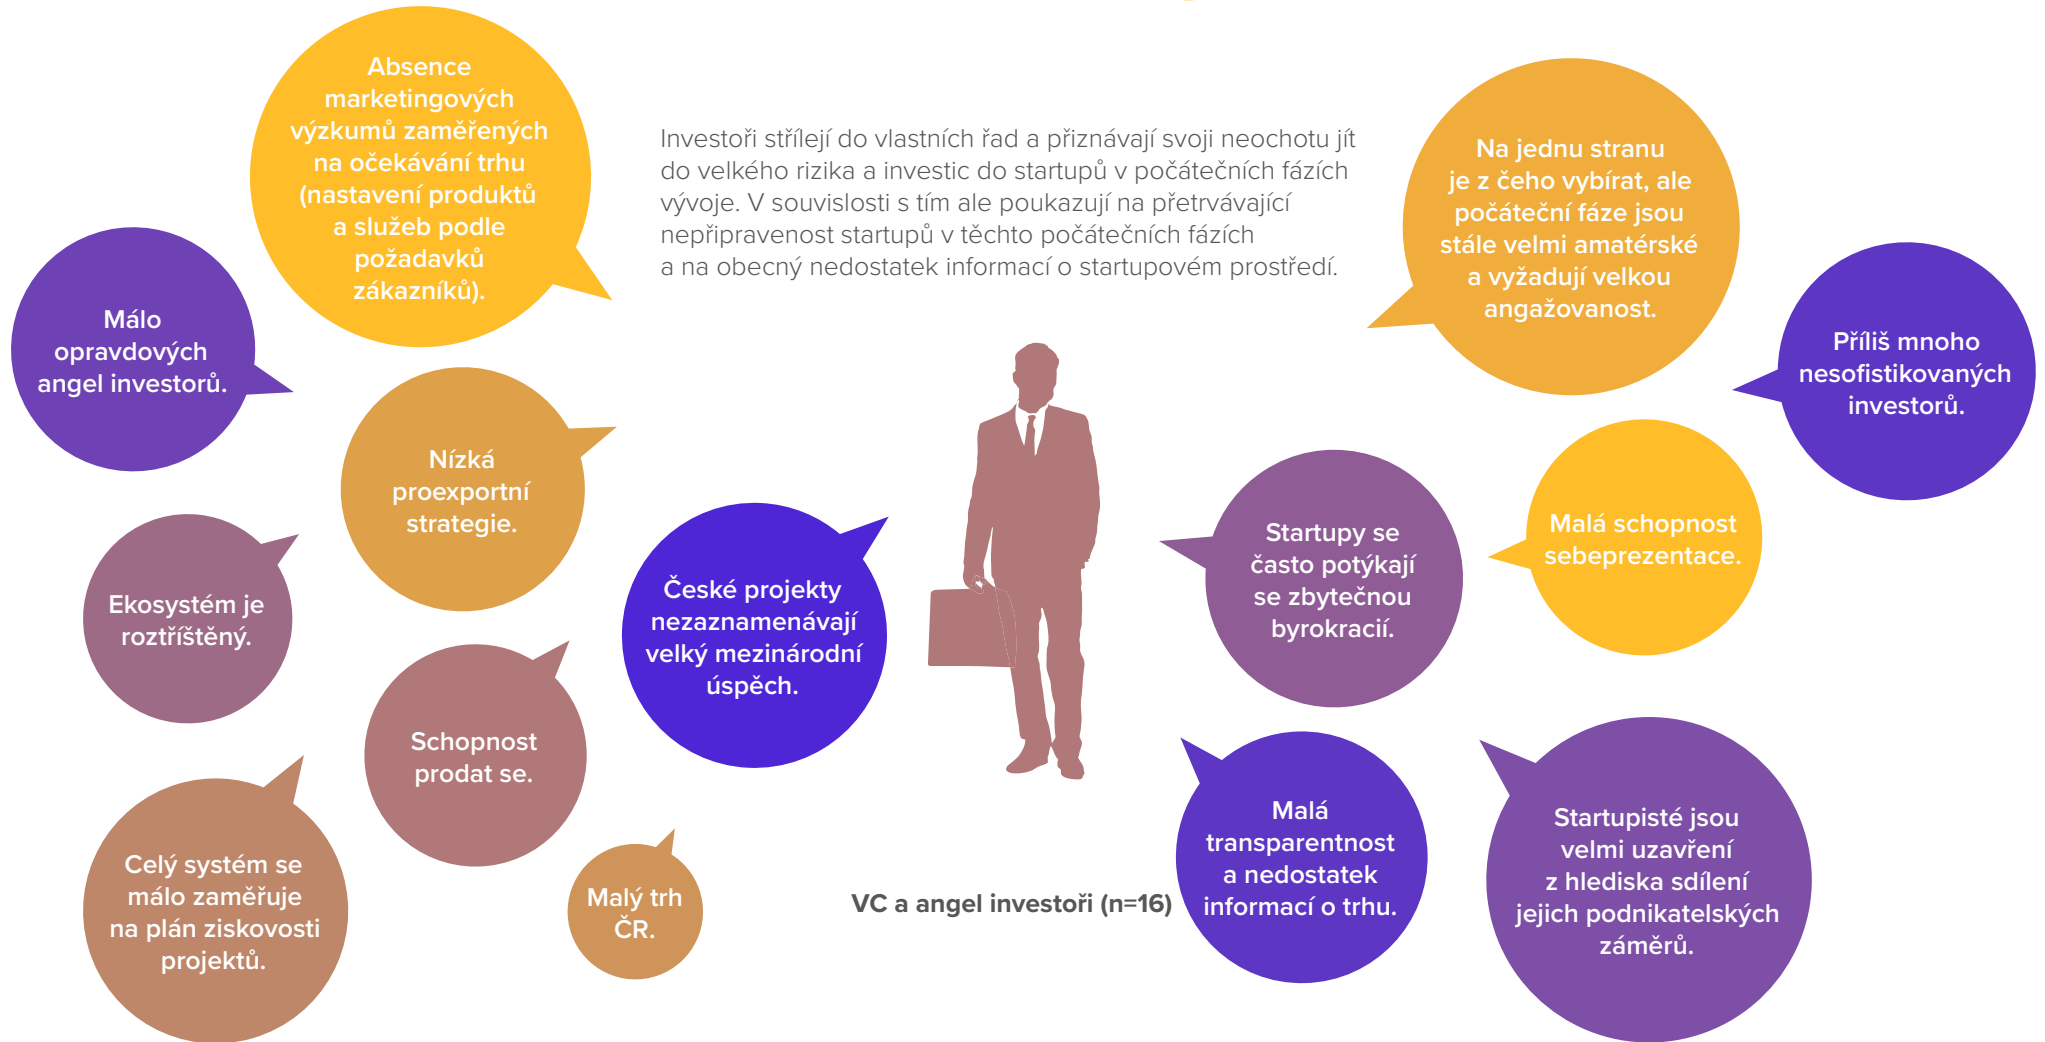 Absence
marketingových
výzkumů zaměřených
na očekávání trhu
(nastavení produktů
a služeb podle
požadavků
zákazníků).
Investoři střílejí do vlastních řad a přiznávají svoji neochotu jít
do velkého rizika a investic do startupů v počátečních fázích
vývoje. V souvislosti s tím ale poukazují na přetrvávající
nepřipravenost startupů v těchto počátečních fázích
a na obecný nedostatek informací o startupovém prostředí.
Na jednu stranu
je z čeho vybírat, ale
počáteční fáze jsou
stále velmi amatérské
a vyžadují velkou
angažovanost.
Málo
opravdových
angel investorů.
Příliš mnoho
nesofistikovaných
investorů.
Nízká
proexportní
strategie.
Malá schopnost
sebeprezentace.
Startupy se
často potýkají
se zbytečnou
byrokracií.
Ekosystém je
roztříštěný.
České projekty
nezaznamenávají
velký mezinárodní
úspěch.
Schopnost
prodat se.
Celý systém se
málo zaměřuje
na plán ziskovosti
projektů.
Malý trh
ČR.
VC a angel investoři (n=16)
Malá
transparentnost
a nedostatek
informací o trhu.
Startupisté jsou
velmi uzavření
z hlediska sdílení
jejich podnikatelských
záměrů.